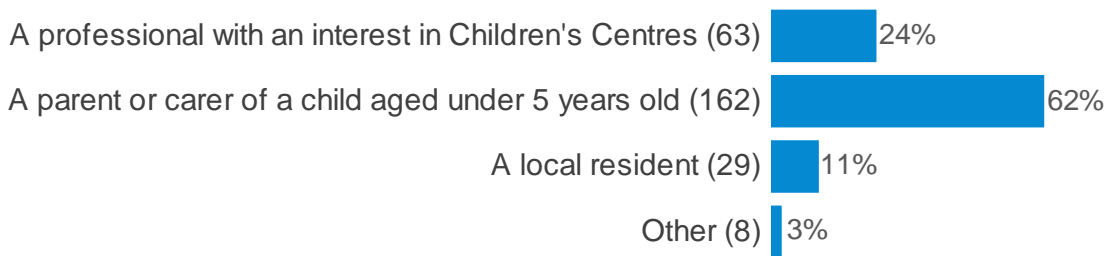 A professional with an interest in Children's Centres (63) 24%
A parent or carer of a child aged under 5 years old (162) 62%
A local resident (29) 11%
Other (8) 3%